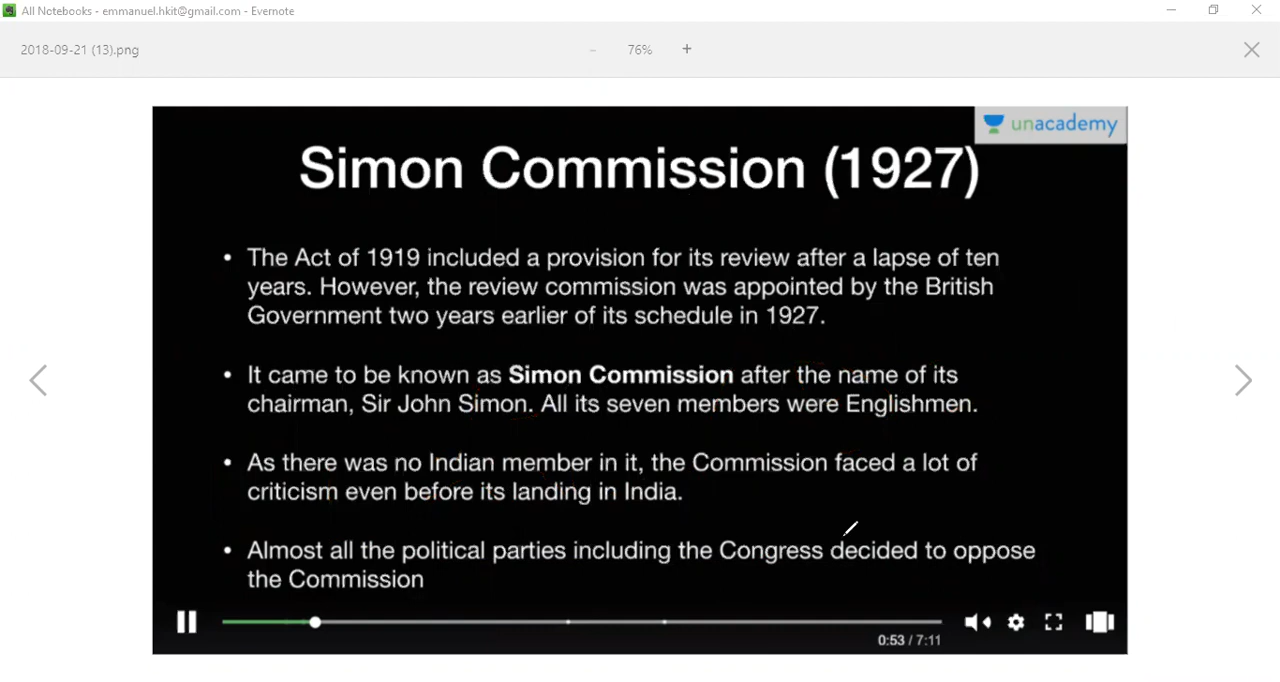 All Notebooks - emmanuel.hkit@gmail.com - Evernote
2018-09-21 (13).png
76%
unacademy
Simon Commission (1927)
• The Act of 1919 included a provision for its review after a lapse of ten
years. However, the review commission was appointed by the British
Government two years earlier of its schedule in 1927.
• It came to be known as Simon Commission after the name of its
chairman, Sir John Simon. All its seven members were Englishmen.
• As there was no Indian member in it, the Commission faced a lot of
criticism even before its landing in India.
• Almost all the political parties including the Congress decided to oppose
the Commission
0:53 / 7:11